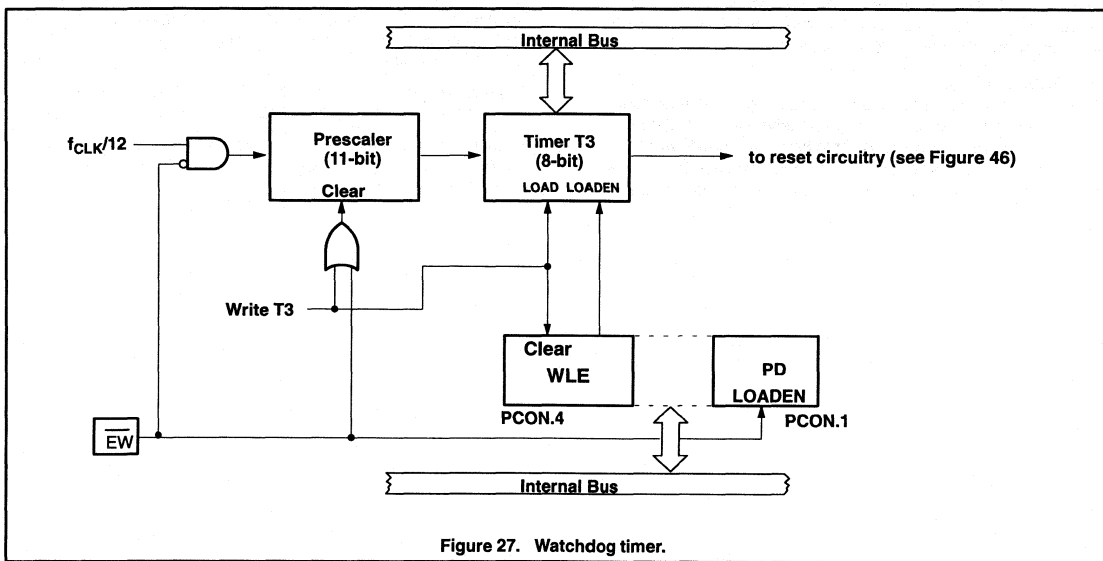 Internal Bus
fCLK/12
Prescaler
(11-bit)
Clear
Timer T3
(8-bit)
LOAD LOADEN
to reset circuitry (see Figure 46)
Write T3
Clear
WLE
PCON.4
PD
LOADEN
PCON.1
E̅W̅
Internal Bus
Figure 27. Watchdog timer.